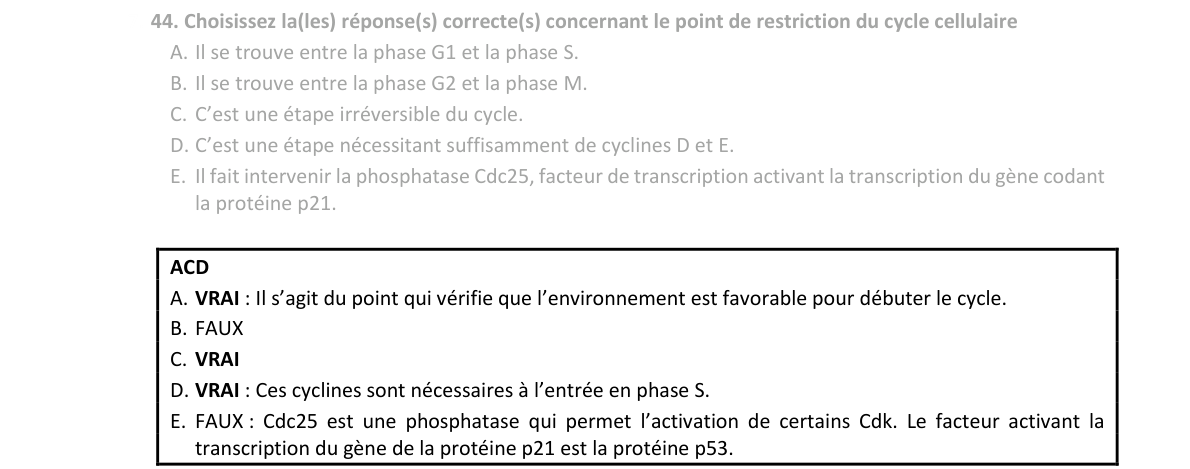 44. Choisissez la(les) réponse(s) correcte(s) concernant le point de restriction du cycle cellulaire
A. Il se trouve entre la phase G1 et la phase S.
B. Il se trouve entre la phase G2 et la phase M.
C. C’est une étape irréversible du cycle.
D. C’est une étape nécessitant suffisamment de cyclines D et E.
E. Il fait intervenir la phosphatase Cdc25, facteur de transcription activant la transcription du gène codant
la protéine p21.
ACD
A. VRAI : Il s’agit du point qui vérifie que l’environnement est favorable pour débuter le cycle.
B. FAUX
C. VRAI
D. VRAI : Ces cyclines sont nécessaires à l’entrée en phase S.
E. FAUX : Cdc25 est une phosphatase qui permet l’activation de certains Cdk. Le facteur activant la
transcription du gène de la protéine p21 est la protéine p53.